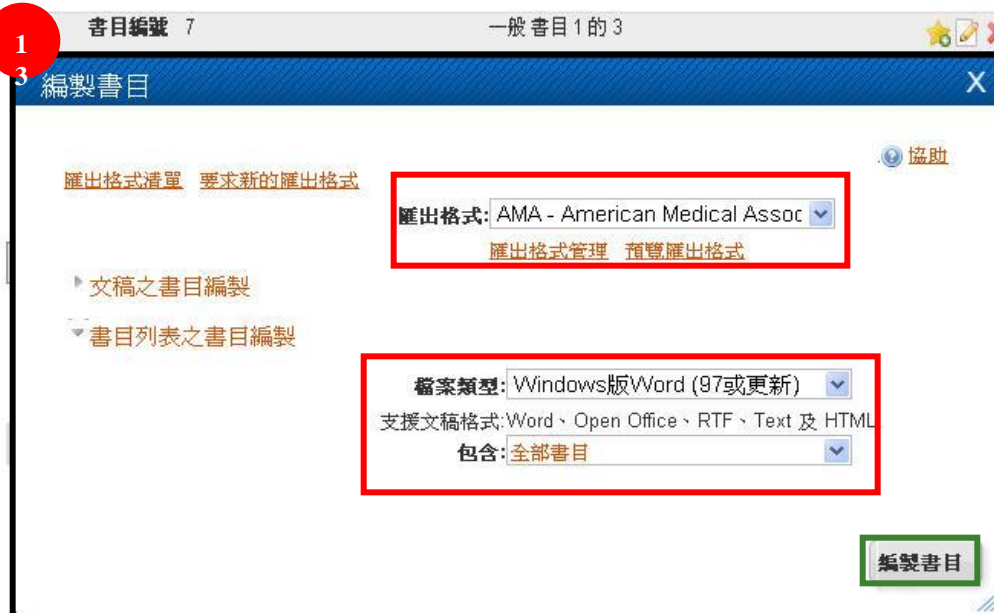 書目編號 7 一般 書目 1 的 3
1
3
編製書目 X
協助
匯出格式清單 要求新的匯出格式
匯出格式: AMA - American Medical Assoc
匯出格式管理 預覽匯出格式
文稿之書目編製
書目列表之書目編製
檔案類型: Windows版Word (97或更新)
支援文稿格式:Word、Open Office、RTF、Text 及 HTML
包含: 全部書目
編製書目